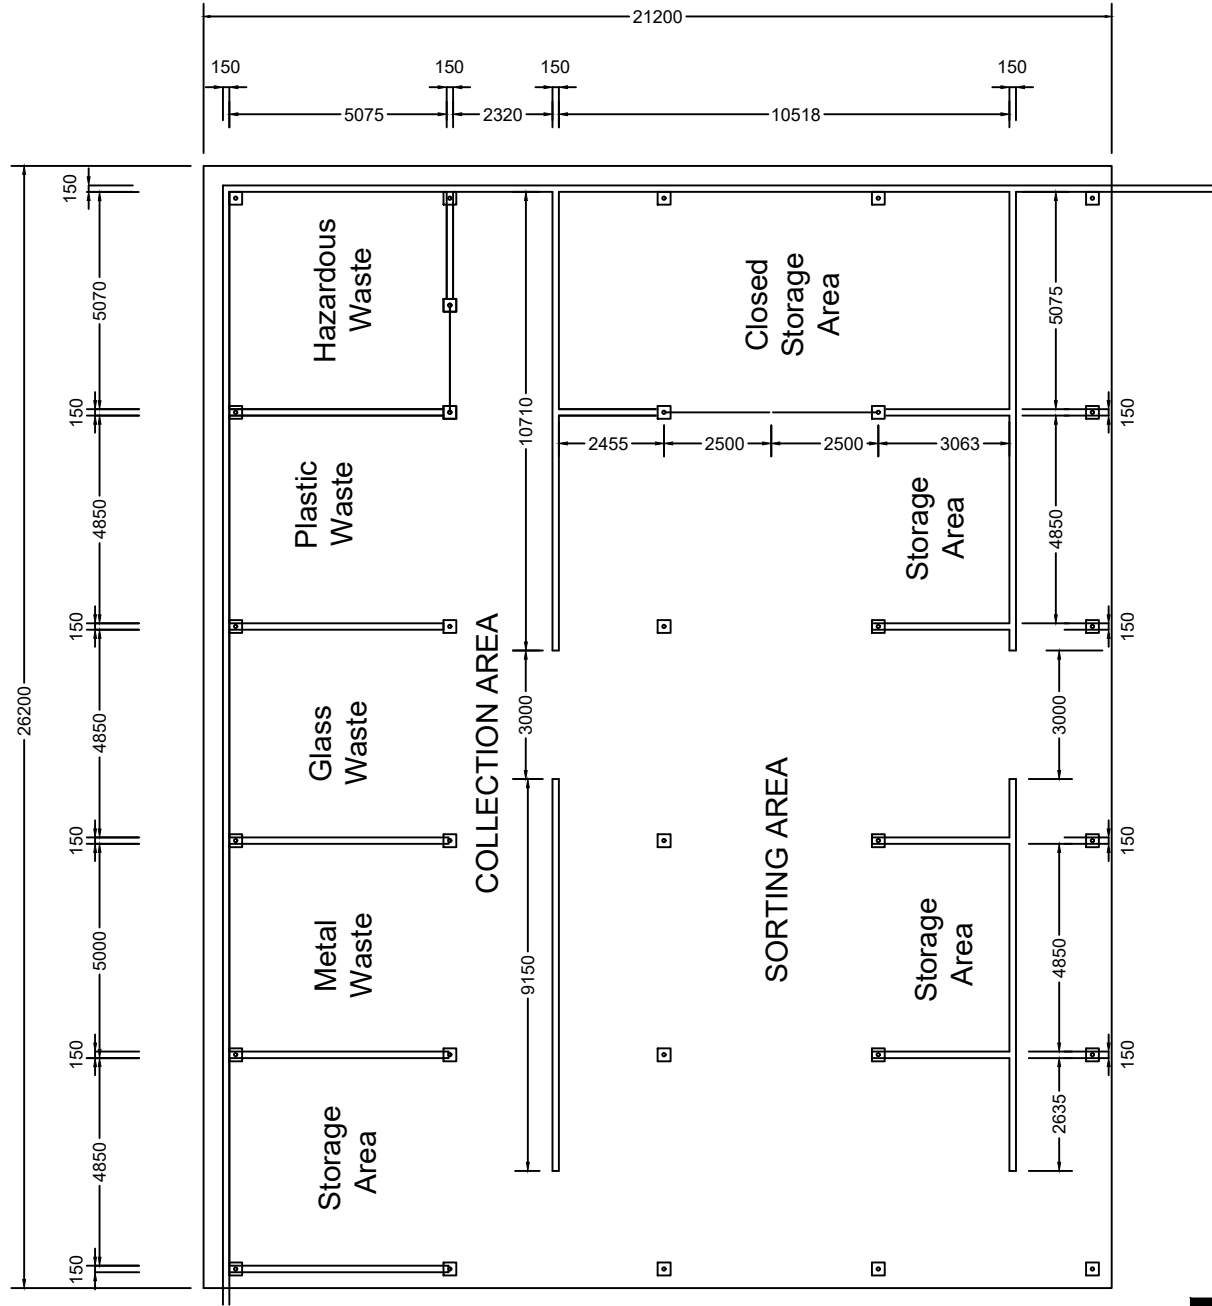 21200
150
150
150
150
5075
2320
10518
150
5070
150
4850
150
4850
150
5000
150
4850
150
26200
Hazardous
Waste
Plastic
Waste
Glass
Waste
Metal
Waste
Storage
Area
COLLECTION AREA
10710
3000
9150
Closed
Storage
Area
2455
2500
2500
3063
Storage
Area
SORTING AREA
Storage
Area
5075
150
4850
150
3000
150
4850
150
2635